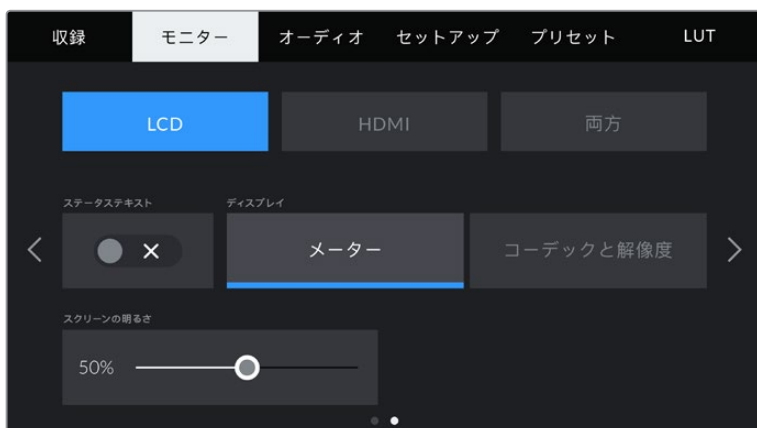 収録 モニター オーディオ セットアップ プリセット LUT
LCD HDMI 両方
ステータステキスト ディスプレイ
メーター コーデックと解像度
スクリーンの明るさ
50%